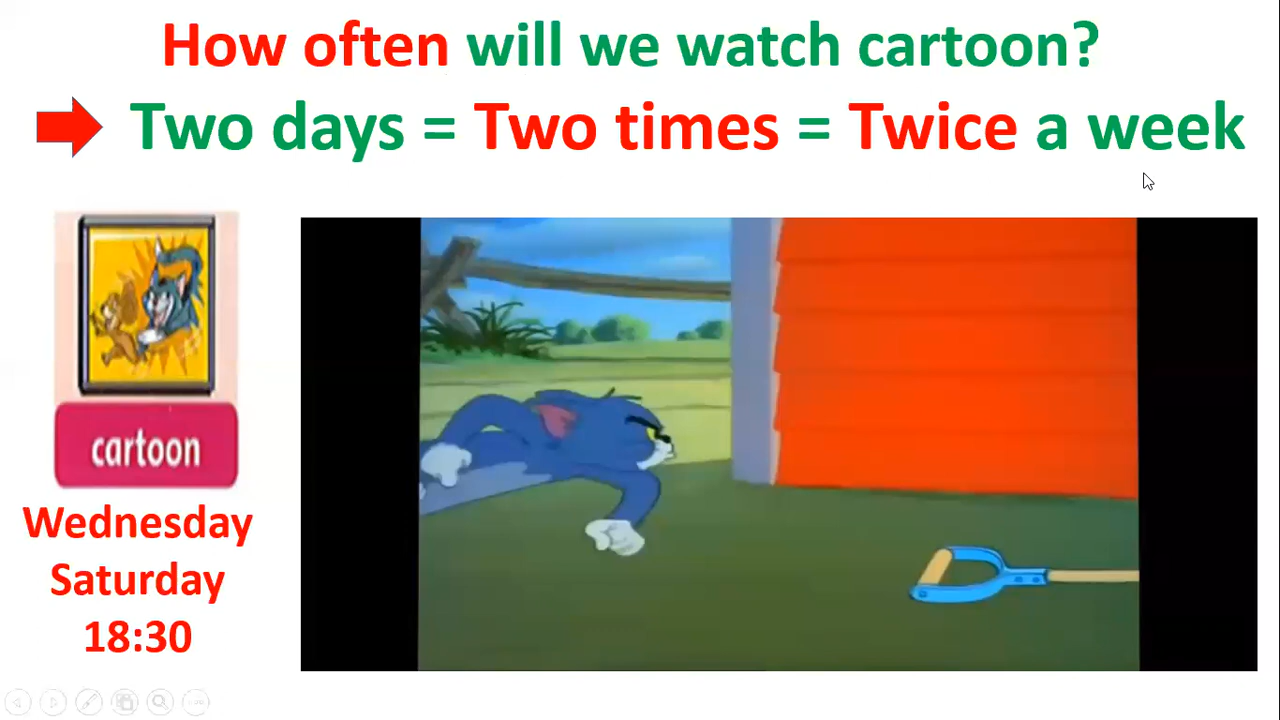 How often will we watch cartoon?
Two days = Two times = Twice a week
cartoon
Wednesday
Saturday
18:30